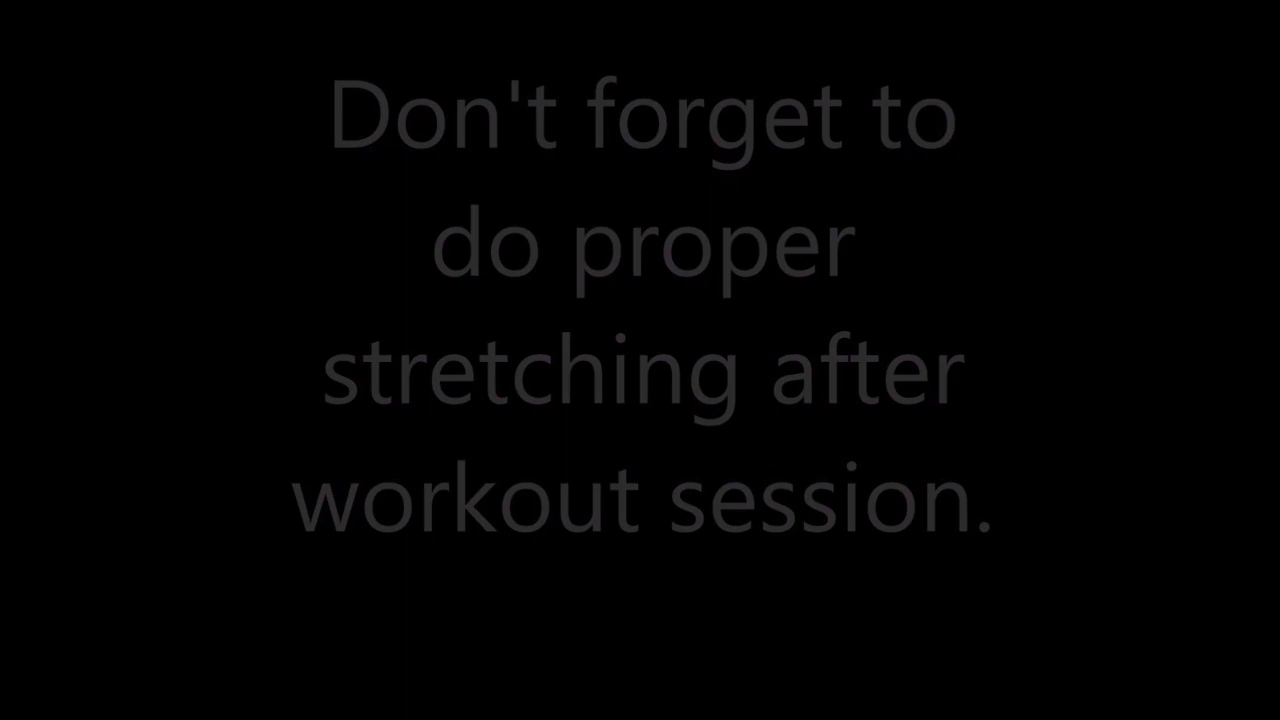 Don't forget to
do proper
stretching after
workout session.